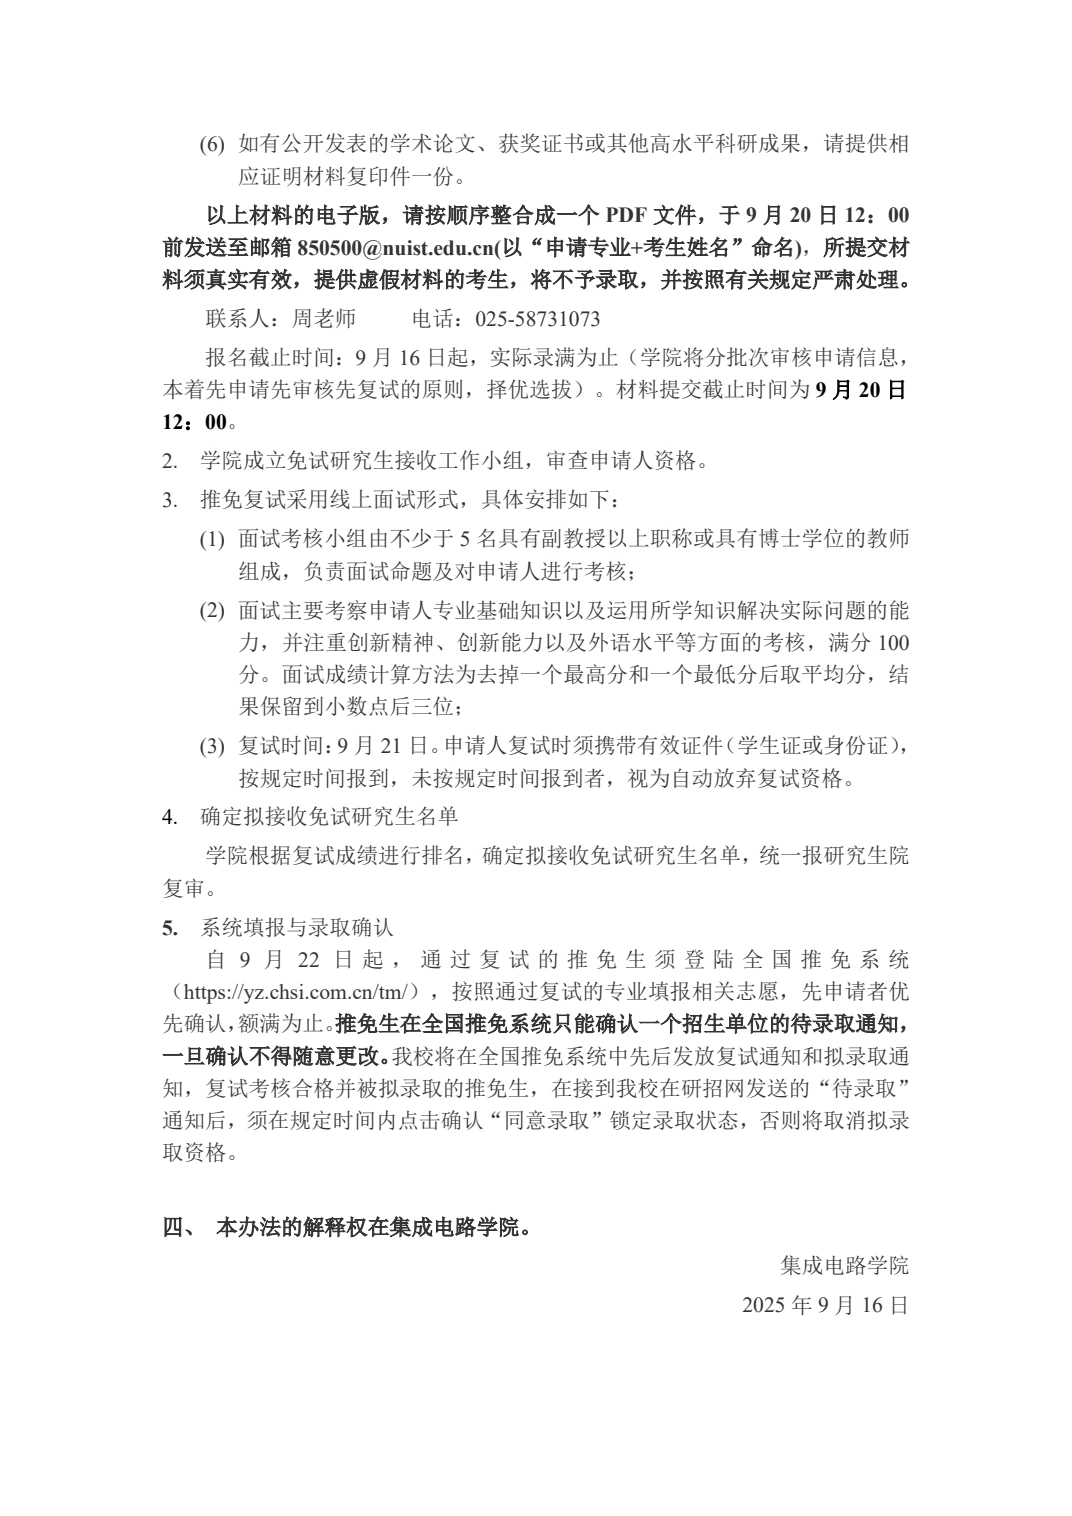 (6) 如有公开发表的学术论文、获奖证书或其他高水平科研成果，请提供相
应证明材料复印件一份。
以上材料的电子版，请按顺序整合成一个 PDF 文件，于 9 月 20 日 12：00
前发送至邮箱 850500@nuist.edu.cn(以“申请专业+考生姓名”命名)，所提交材
料须真实有效，提供虚假材料的考生，将不予录取，并按照有关规定严肃处理。
联系人：周老师 电话：025-58731073
报名截止时间：9 月 16 日起，实际录满为止（学院将分批次审核申请信息，
本着先申请先审核先复试的原则，择优选拔）。材料提交截止时间为 9 月 20 日
12：00。
2. 学院成立免试研究生接收工作小组，审查申请人资格。
3. 推免复试采用线上面试形式，具体安排如下：
(1) 面试考核小组由不少于 5 名具有副教授以上职称或具有博士学位的教师
组成，负责面试命题及对申请人进行考核；
(2) 面试主要考察申请人专业基础知识以及运用所学知识解决实际问题的能
力，并注重创新精神、创新能力以及外语水平等方面的考核，满分 100
分。面试成绩计算方法为去掉一个最高分和一个最低分后取平均分，结
果保留到小数点后三位；
(3) 复试时间：9 月 21 日。申请人复试时须携带有效证件（学生证或身份证），
按规定时间报到，未按规定时间报到者，视为自动放弃复试资格。
4. 确定拟接收免试研究生名单
学院根据复试成绩进行排名，确定拟接收免试研究生名单，统一报研究生院
复审。
5. 系统填报与录取确认
自 9 月 22 日起，通过复试的推免生须登陆全国推免系统
（https://yz.chsi.com.cn/tm/），按照通过复试的专业填报相关志愿，先申请者优
先确认，额满为止。推免生在全国推免系统只能确认一个招生单位的待录取通知，
一旦确认不得随意更改。我校将在全国推免系统中先后发放复试通知和拟录取通
知，复试考核合格并被拟录取的推免生，在接到我校在研招网发送的“待录取”
通知后，须在规定时间内点击确认“同意录取”锁定录取状态，否则将取消拟录
取资格。
四、 本办法的解释权在集成电路学院。
集成电路学院
2025 年 9 月 16 日